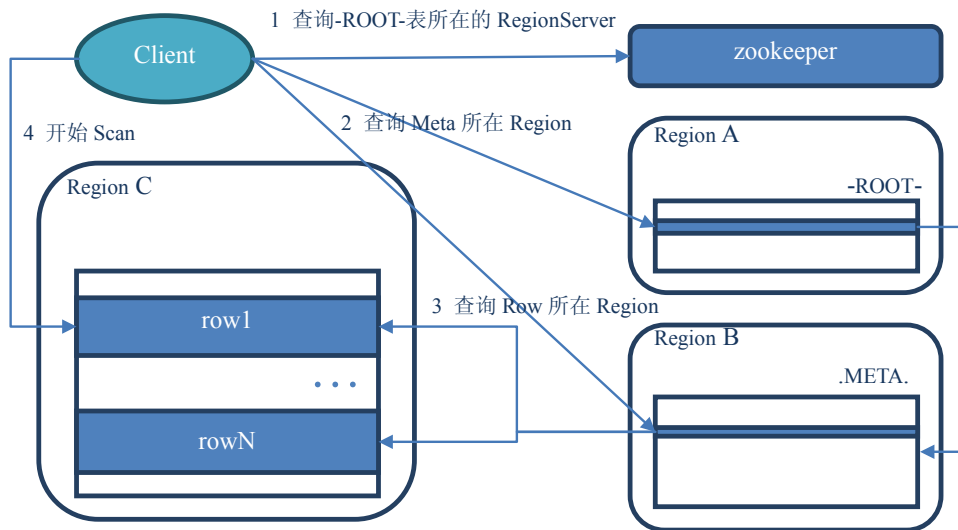 1 查询-ROOT-表所在的 RegionServer
Client
zookeeper
4 开始 Scan
2 查询 Meta 所在 Region
Region A
-ROOT-
Region C
3 查询 Row 所在 Region
row1
Region B
. . .
.META.
rowN